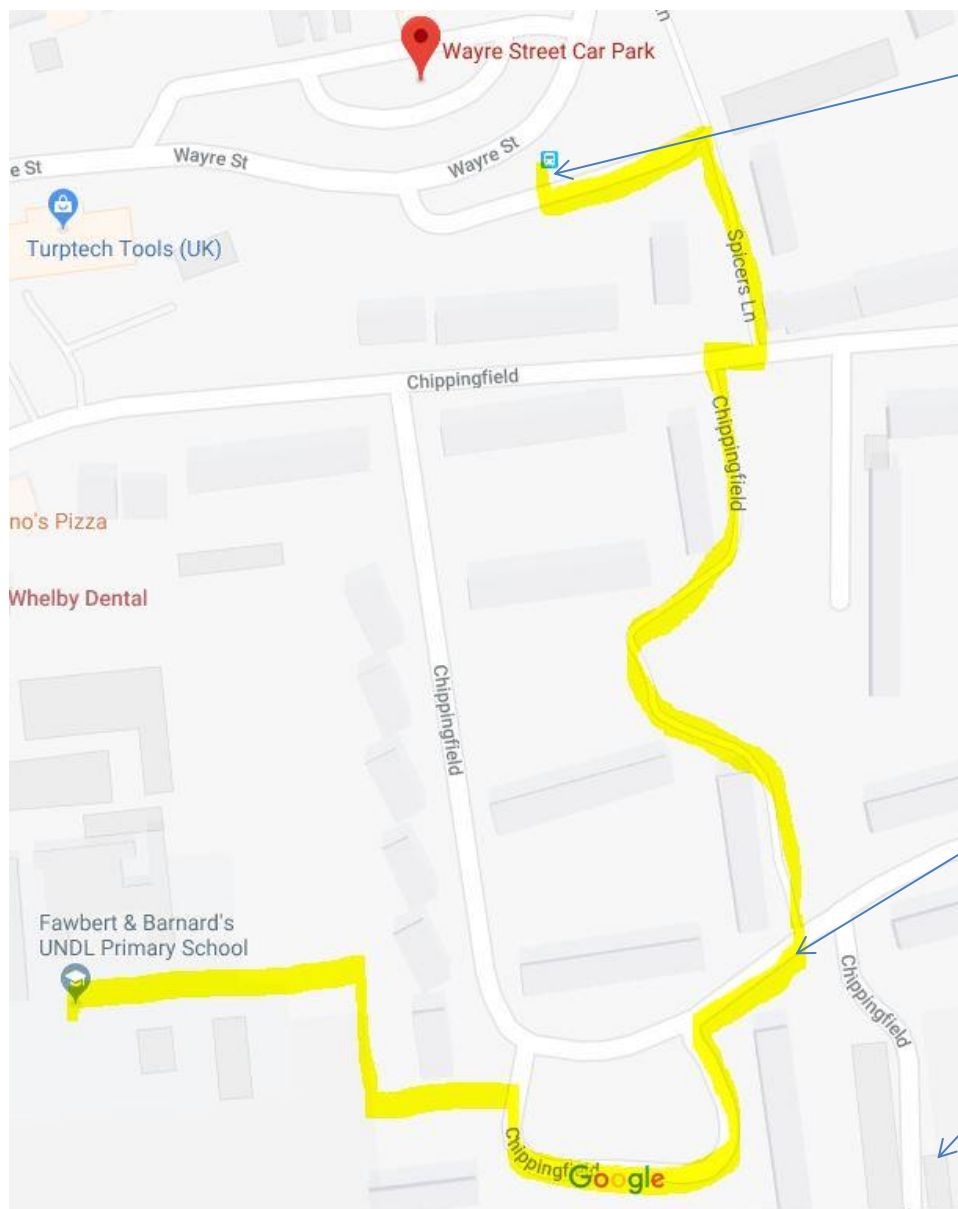 Wayre Street Car Park
e St
Wayre St
Wayre St
Turptech Tools (UK)
Spicers Ln
Chippingfield
Chippingfield
no's Pizza
Whelby Dental
Chippingfield
Fawbert & Barnard's
UNDL Primary School
Chippingfield
Chippingfield
Google